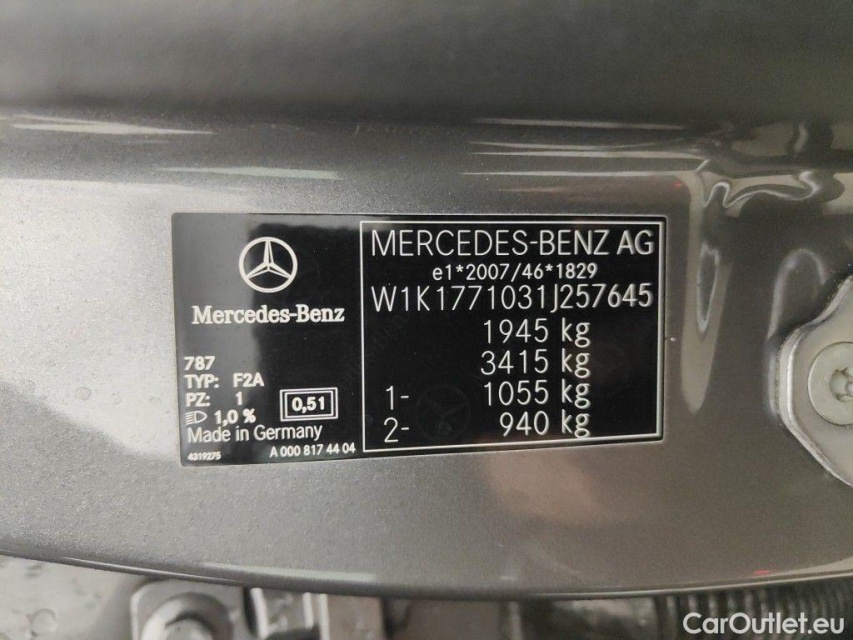 Mercedes-Benz
787
TYP: F2A
PZ: 1
1,0 %
0,51
Made in Germany
4319275
A 000 817 44 04
MERCEDES-BENZ AG
e1*2007/46*1829
W1K1771031J257645
1945 kg
3415 kg
1- 1055 kg
2- 940 kg
CarOutlet.eu